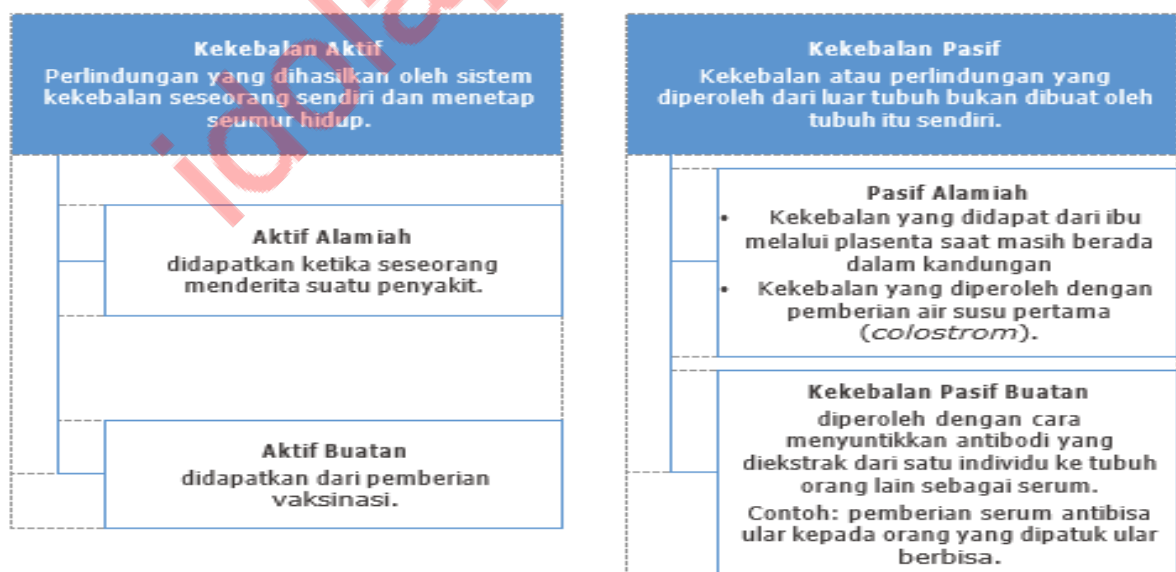 Kekebalan Aktif
Perlindungan yang dihasilkan oleh sistem
kekebalan seseorang sendiri dan menetap
seumur hidup.
Aktif Alamiah
didapatkan ketika seseorang
menderita suatu penyakit.
Aktif Buatan
didapatkan dari pemberian
vaksinasi.
Kekebalan Pasif
Kekebalan atau perlindungan yang
diperoleh dari luar tubuh bukan dibuat oleh
tubuh itu sendiri.
Pasif Alamiah
• Kekebalan yang didapat dari ibu
melalui plasenta saat masih berada
dalam kandungan
• Kekebalan yang diperoleh dengan
pemberian air susu pertama
(colostrom).
Kekebalan Pasif Buatan
diperoleh dengan cara
menyuntikkan antibodi yang
diekstrak dari satu individu ke tubuh
orang lain sebagai serum.
Contoh: pemberian serum antibisa
ular kepada orang yang dipatuk ular
berbisa.